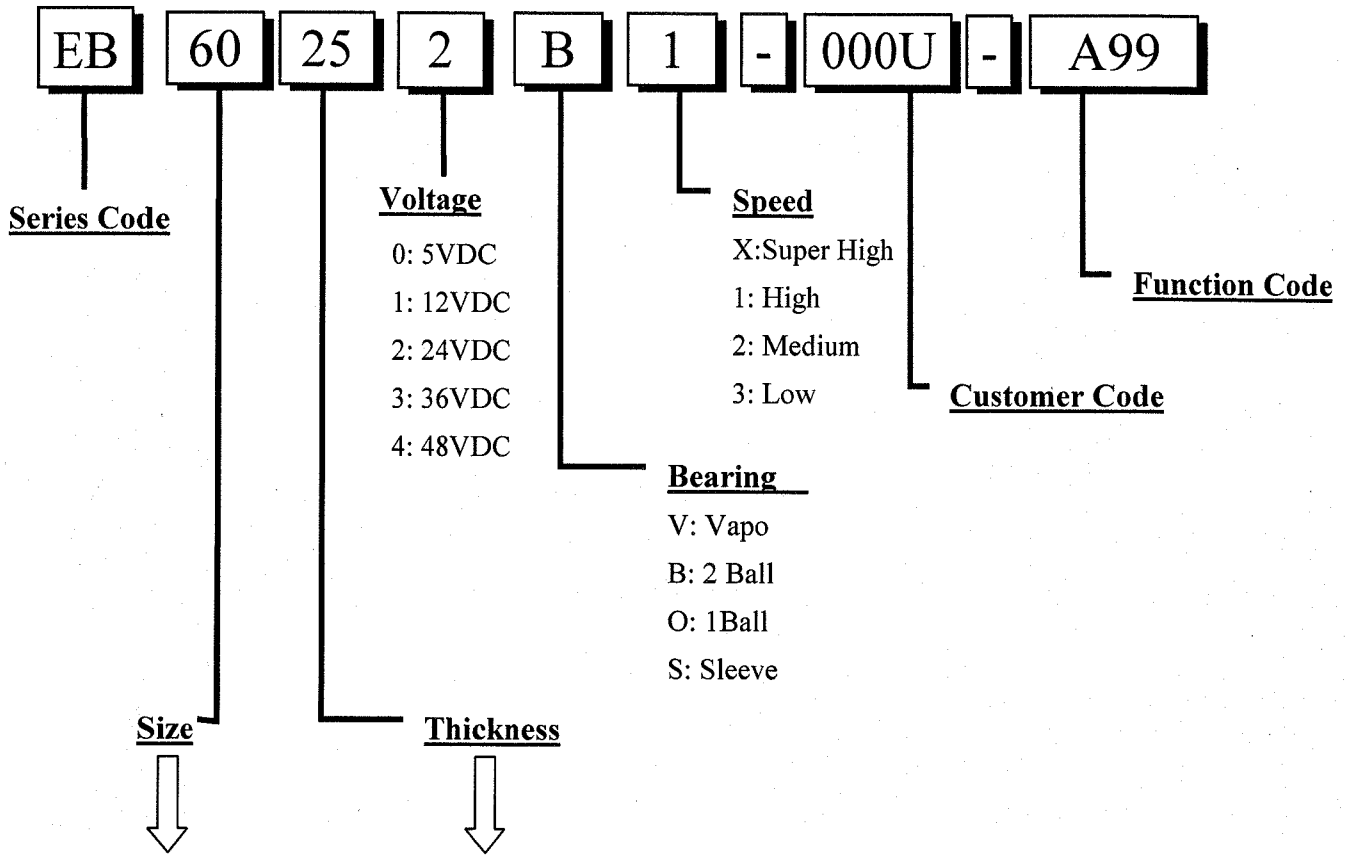 EB 60 25 2 B 1 - 000U - A99
Series Code
Voltage
0: 5VDC
1: 12VDC
2: 24VDC
3: 36VDC
4: 48VDC
Speed
X:Super High
1: High
2: Medium
3: Low
Function Code
Customer Code
Bearing
V: Vapo
B: 2 Ball
O: 1Ball
S: Sleeve
Size
Thickness